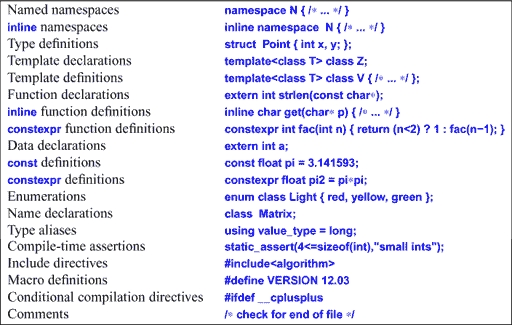 Named namespaces namespace N { /∗ ... ∗/ }
inline namespaces inline namespace N { /∗ ... ∗/ }
Type definitions struct Point { int x, y; };
Template declarations template<class T> class Z;
Template definitions template<class T> class V { /∗ ... ∗/ };
Function declarations extern int strlen(const char∗);
inline function definitions inline char get(char∗ p) { /∗ ... ∗/ }
constexpr function definitions constexpr int fac(int n) { return (n<2) ? 1 : fac(n−1); }
Data declarations extern int a;
const definitions const float pi = 3.141593;
constexpr definitions constexpr float pi2 = pi∗pi;
Enumerations enum class Light { red, yellow, green };
Name declarations class Matrix;
Type aliases using value_type = long;
Compile-time assertions static_assert(4<=sizeof(int),"small ints");
Include directives #include<algorithm>
Macro definitions #define VERSION 12.03
Conditional compilation directives #ifdef __cplusplus
Comments /∗ check for end of file ∗/